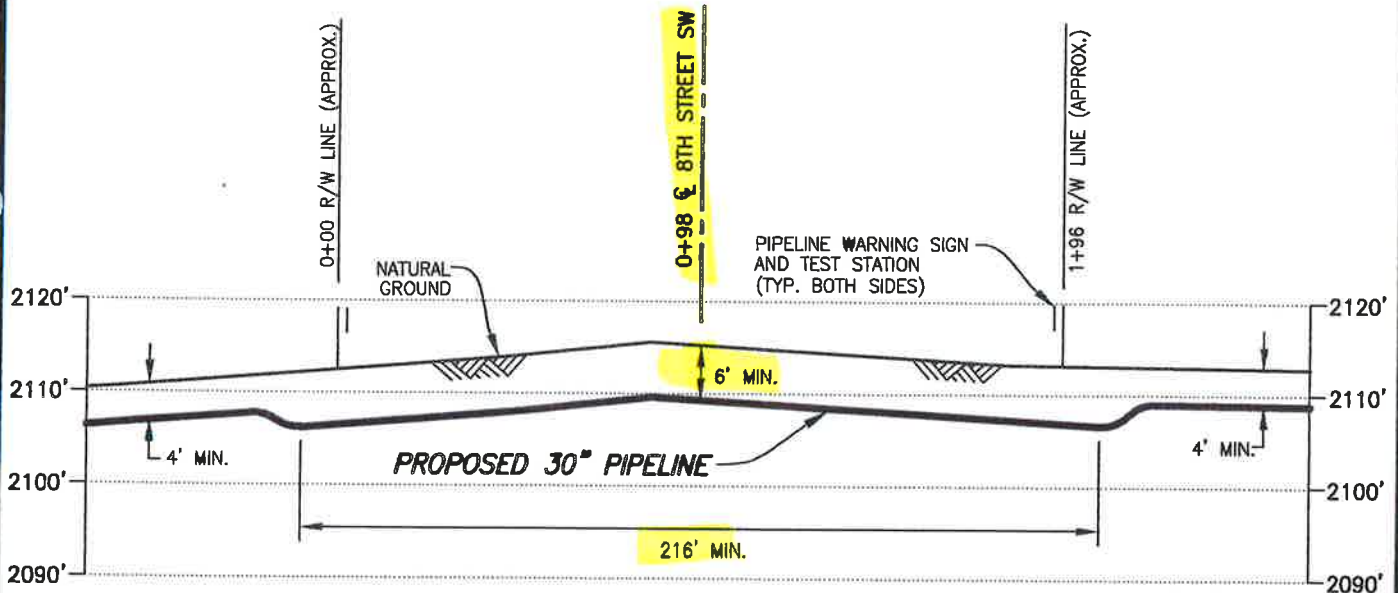 0+00 R/W LINE (APPROX.)
0+98 ℄ 8TH STREET SW
1+96 R/W LINE (APPROX.)
NATURAL
GROUND
PIPELINE WARNING SIGN
AND TEST STATION
(TYP. BOTH SIDES)
2120'
2120'
2110'
2110'
6' MIN.
4' MIN.
4' MIN.
PROPOSED 30" PIPELINE
2100'
2100'
216' MIN.
2090'
2090'